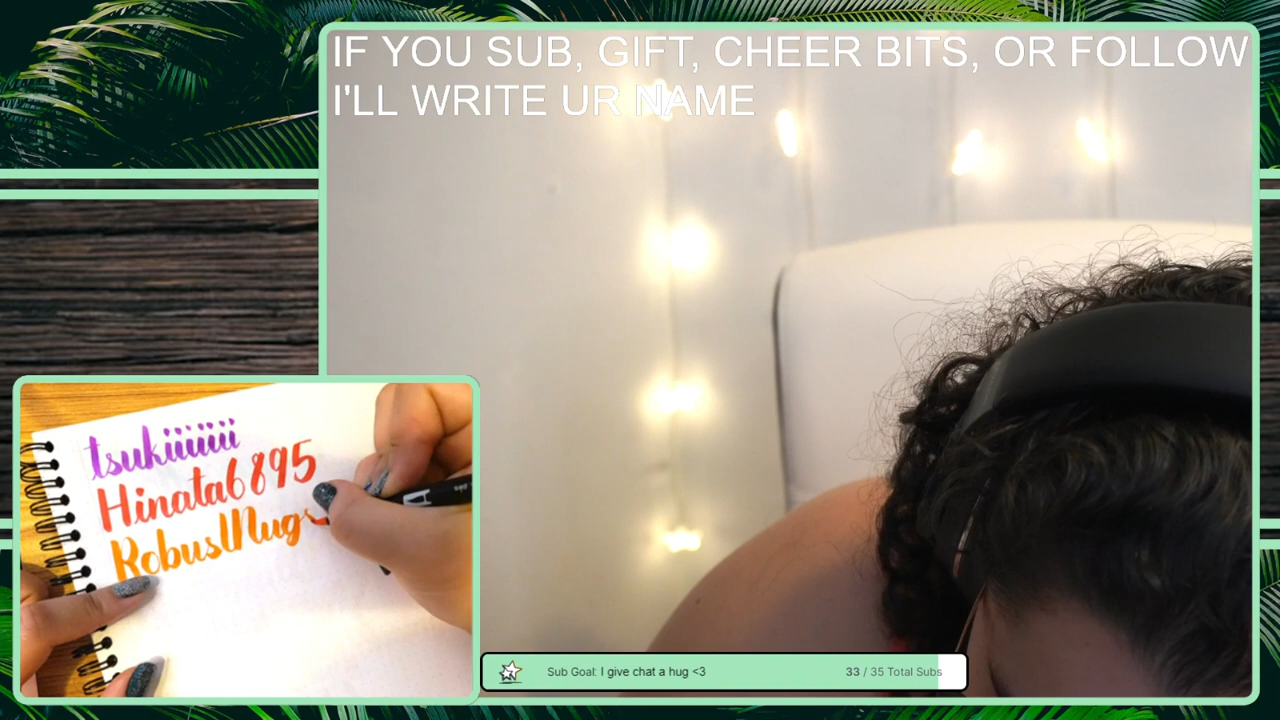 IF YOU SUB, GIFT, CHEER BITS, OR FOLLOW
I'LL WRITE UR NAME
tsukiiiiiii
Hinata6895
RobustNugs
Sub Goal: I give chat a hug <3
33 / 35 Total Subs